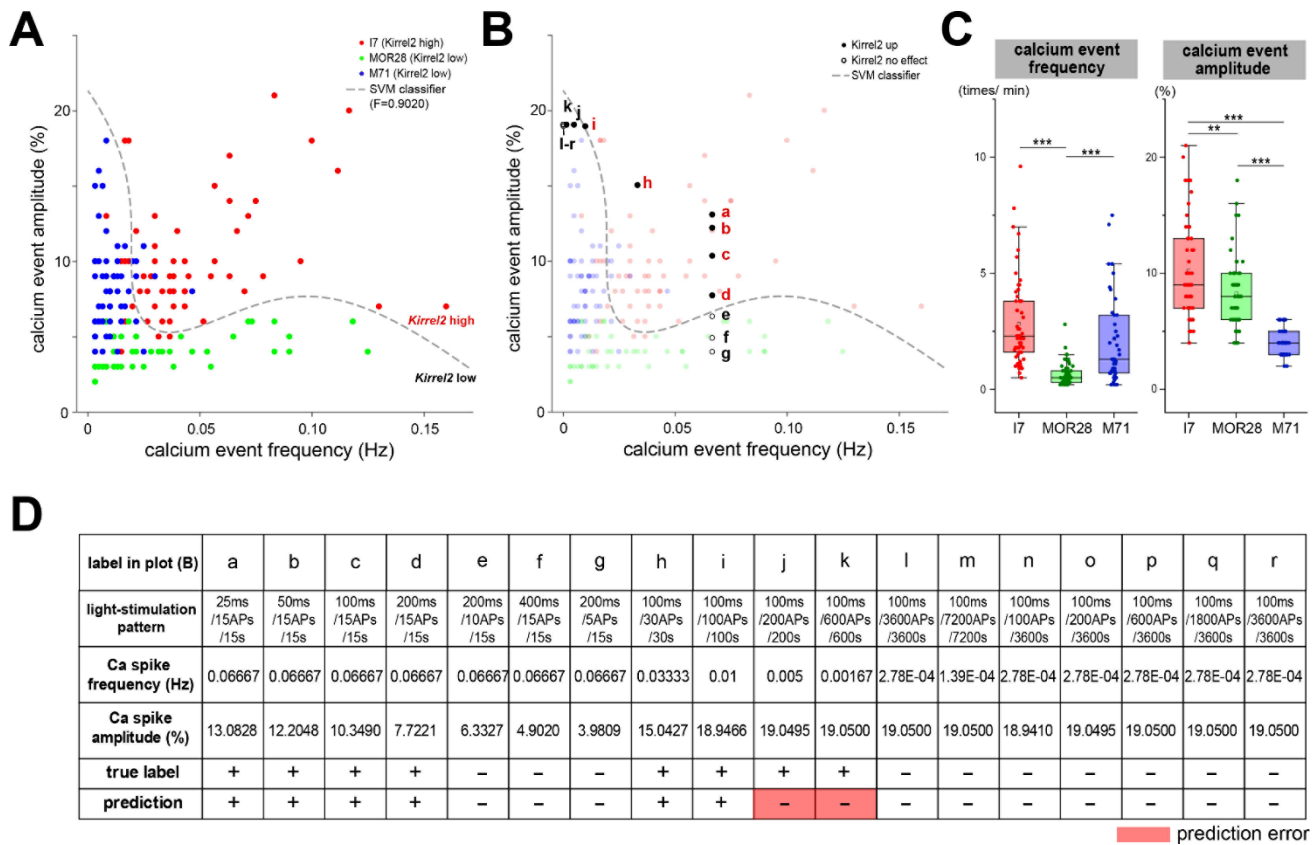 A
calcium event amplitude (%)
20
10
0
0
0.05
0.10
0.15
calcium event frequency (Hz)
I7 (Kirrel2 high)
MOR28 (Kirrel2 low)
M71 (Kirrel2 low)
SVM classifier
(F=0.9020)
Kirrel2 high
Kirrel2 low
B
calcium event amplitude (%)
20
10
0
0
0.05
0.10
0.15
calcium event frequency (Hz)
Kirrel2 up
Kirrel2 no effect
SVM classifier
k
j
i
l-r
h
a
b
c
d
e
f
g
C
calcium event
frequency
(times/ min)
10
5
0
*** ***
I7 MOR28 M71
calcium event
amplitude
(%)
20
10
0
***
**
***
I7 MOR28 M71
D
label in plot (B) a b c d e f g h i j k l m n o p q r
light-stimulation
pattern
25ms 50ms 100ms 200ms 200ms 400ms 200ms 100ms 100ms 100ms 100ms 100ms 100ms 100ms 100ms 100ms 100ms 100ms
/15APs /15APs /15APs /15APs /10APs /15APs /5APs /30APs /100APs /200APs /600APs /3600APs /7200APs /100APs /200APs /600APs /1800APs /3600APs
/15s /15s /15s /15s /15s /15s /15s /30s /100s /200s /600s /3600s /7200s /3600s /3600s /3600s /3600s /3600s
Ca spike
frequency (Hz)
0.06667 0.06667 0.06667 0.06667 0.06667 0.06667 0.06667 0.03333 0.01 0.005 0.00167 2.78E-04 1.39E-04 2.78E-04 2.78E-04 2.78E-04 2.78E-04 2.78E-04
Ca spike
amplitude (%)
13.0828 12.2048 10.3490 7.7221 6.3327 4.9020 3.9809 15.0427 18.9466 19.0495 19.0500 19.0500 19.0500 18.9410 19.0495 19.0500 19.0500 19.0500
true label + + + + − − − + + + + − − − − − − −
prediction + + + + − − − + + − − − − − − − − −
prediction error